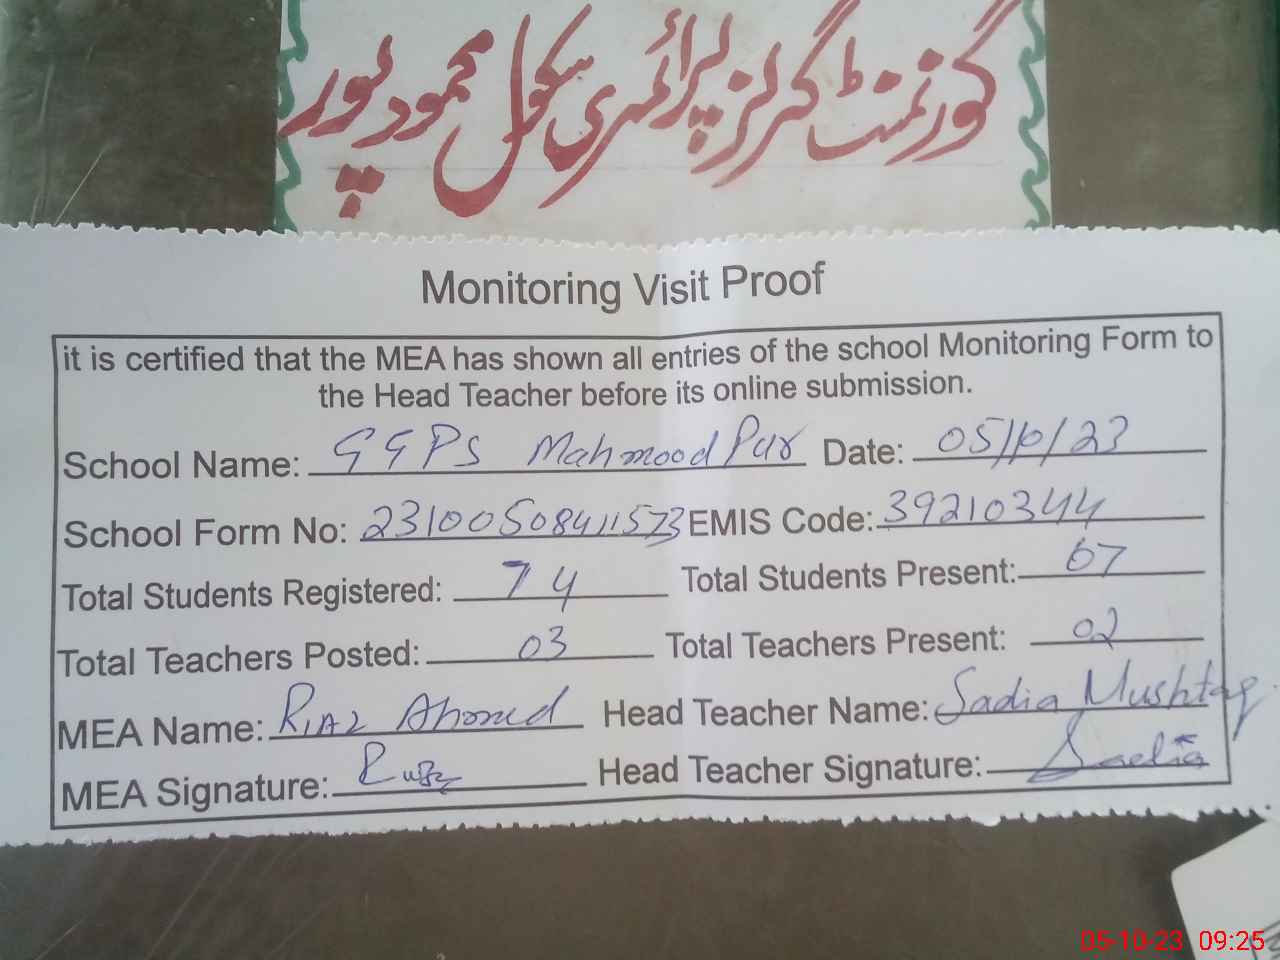 گورنمنٹ گرلز پرائمری سکول محمود پور
Monitoring Visit Proof
it is certified that the MEA has shown all entries of the school Monitoring Form to
the Head Teacher before its online submission.
School Name: GGPS Mahmood Pur Date: 05/10/23
School Form No: 23100508411573 EMIS Code: 39210344
Total Students Registered: 74 Total Students Present: 67
Total Teachers Posted: 03 Total Teachers Present: 02
MEA Name: Riaz Ahmed Head Teacher Name: Sadia Mushtaq
MEA Signature: Head Teacher Signature: Sadia
05-10-23 09:25